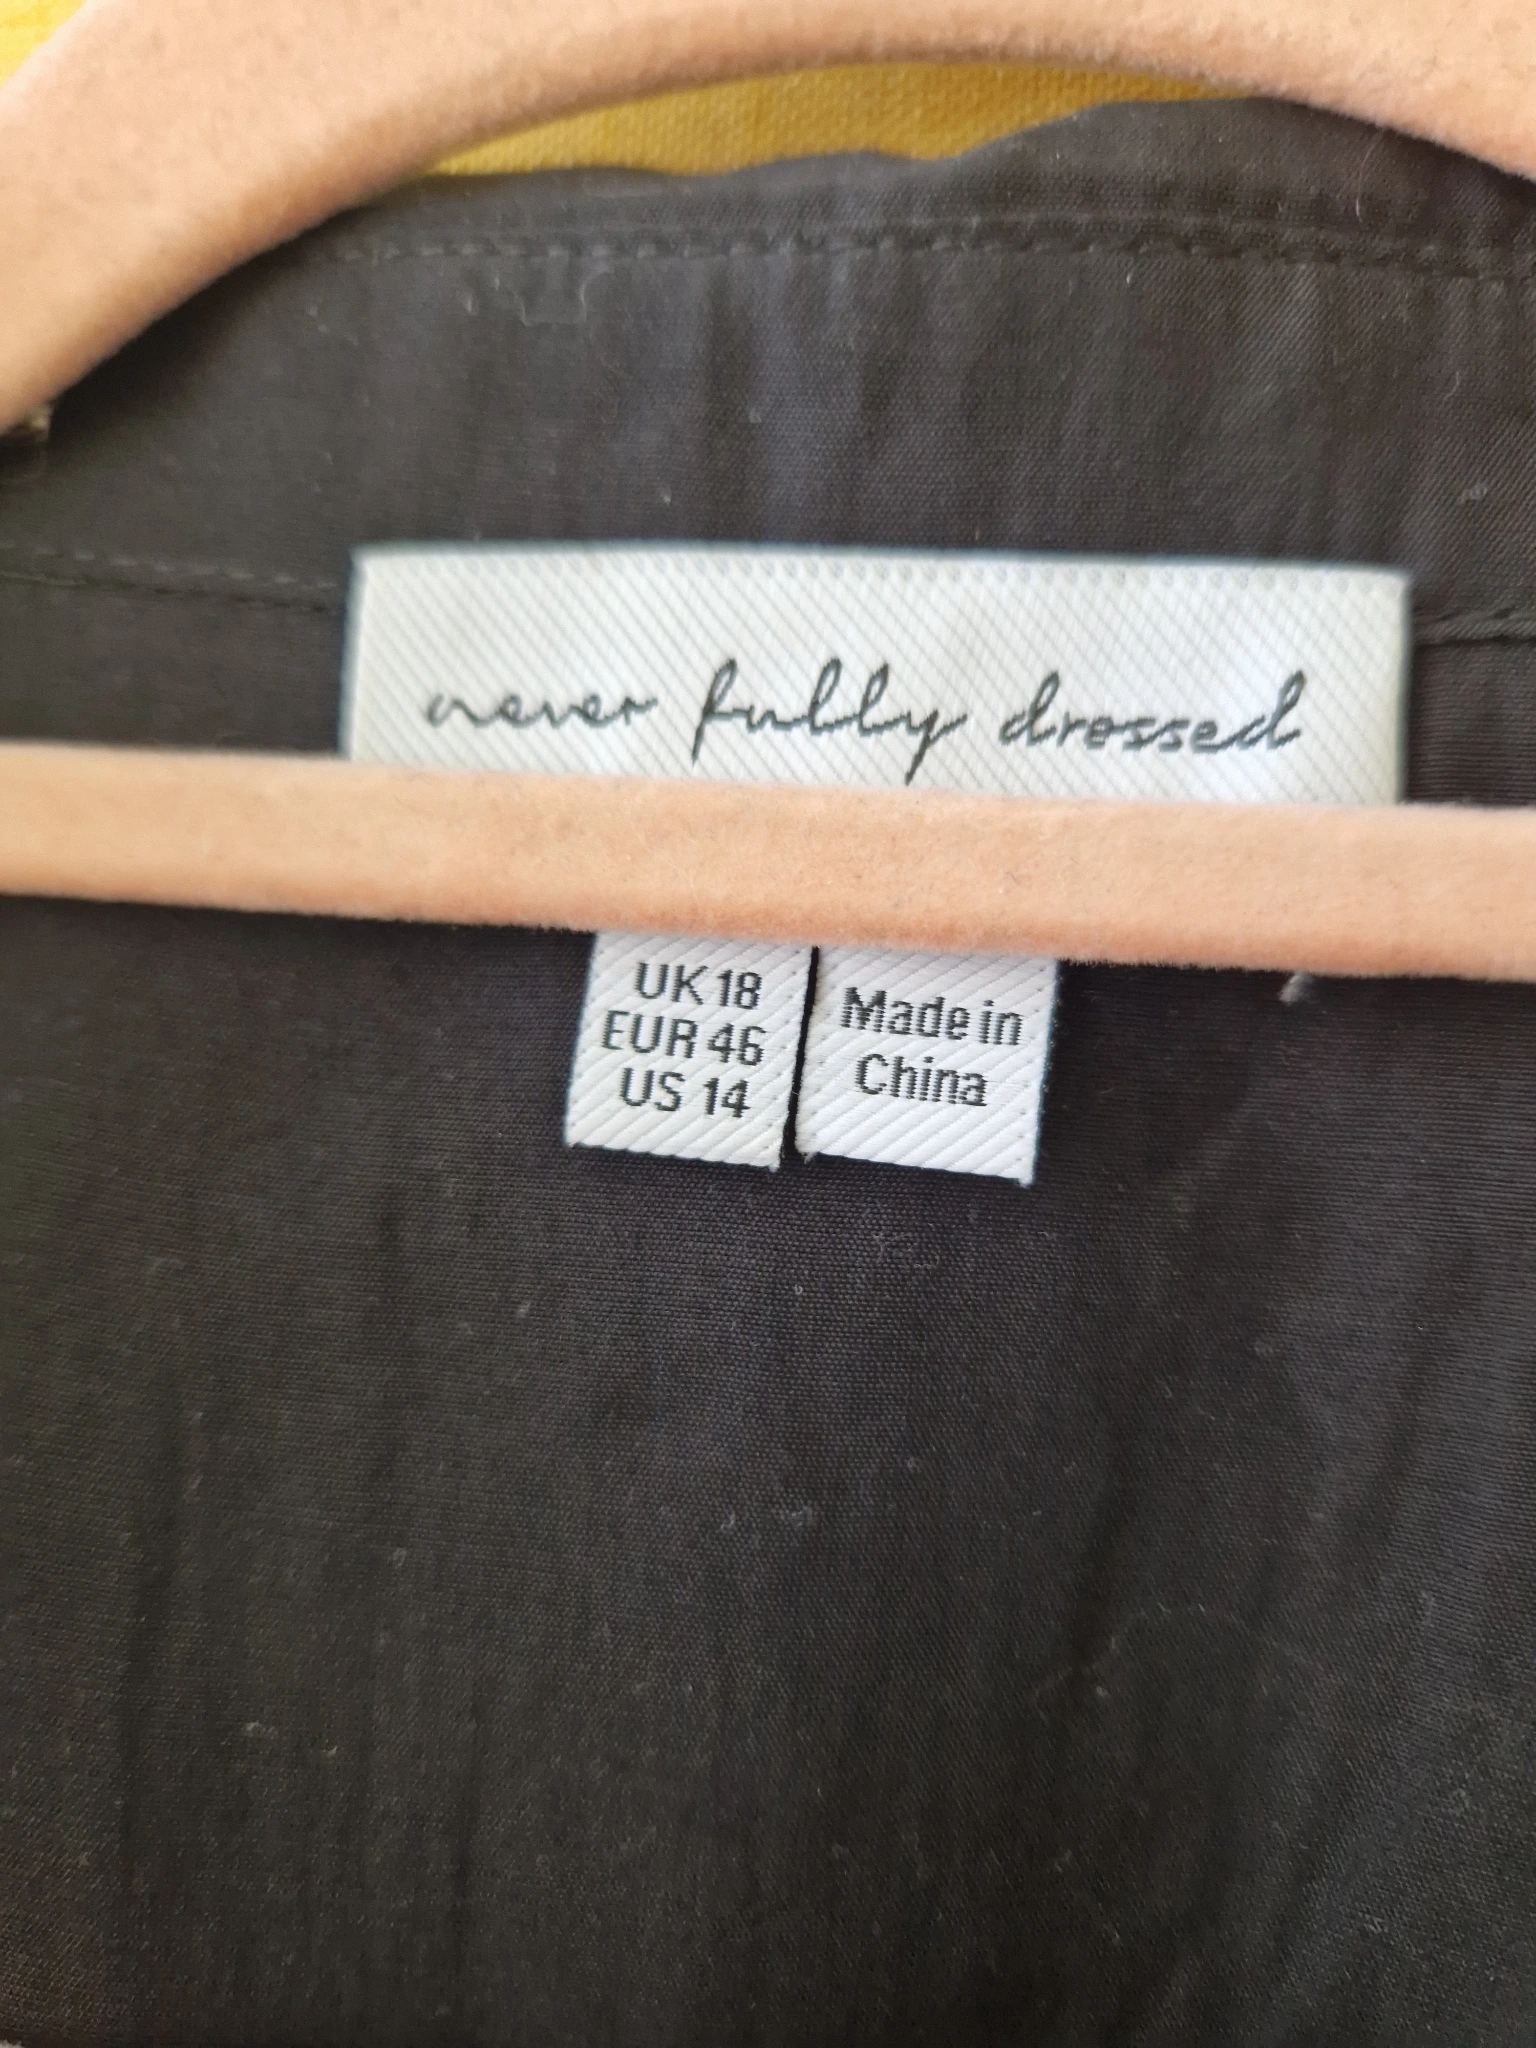 never fully dressed
UK 18
EUR 46
US 14
Made in
China